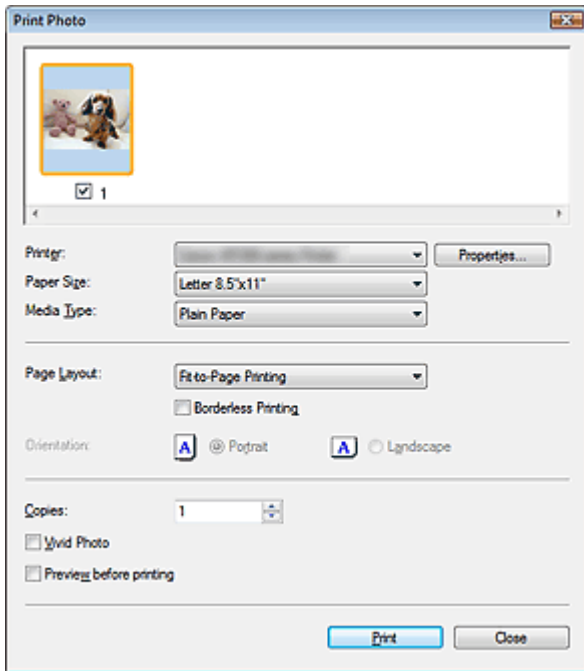 Print Photo
1
Printer:
Properties...
Paper Size: Letter 8.5"x11"
Media Type: Plain Paper
Page Layout: Fit-to-Page Printing
Borderless Printing
Orientation: A Portrait A Landscape
Copies: 1
Vivid Photo
Preview before printing
Print Close